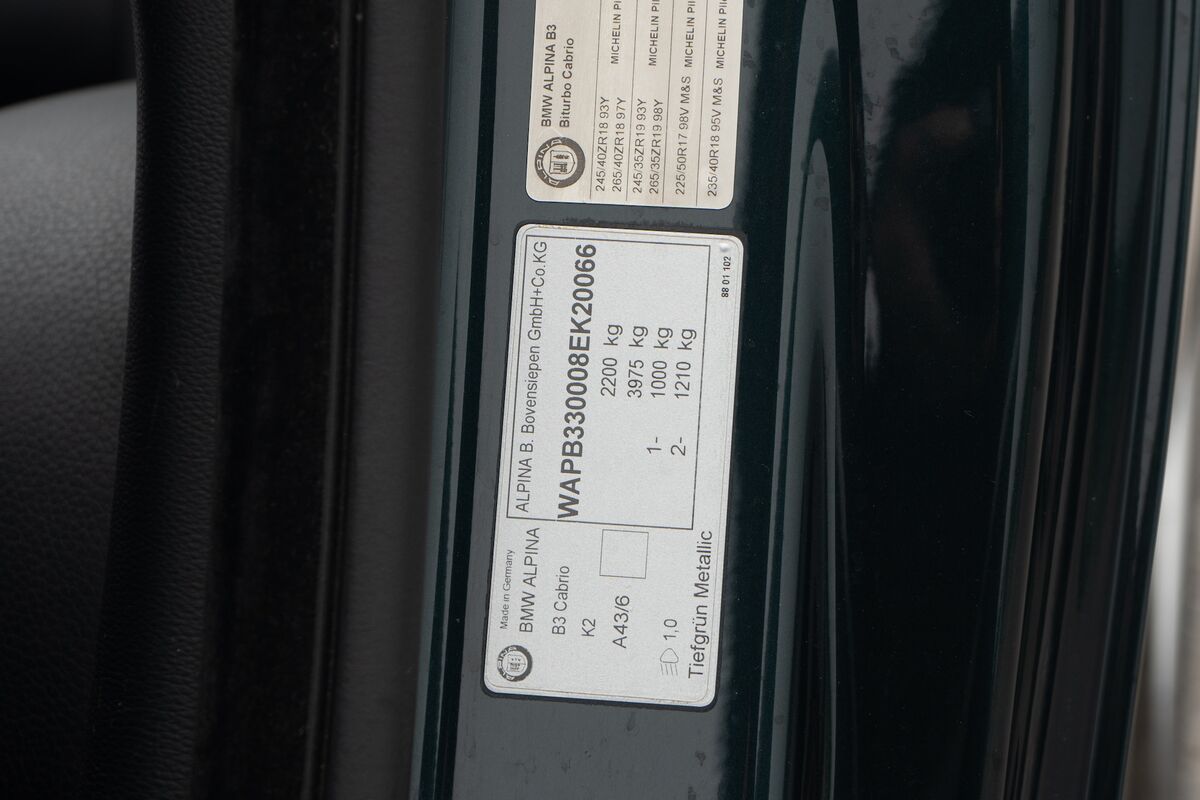 BMW ALPINA B3
Biturbo Cabrio
ALPINA
245/40ZR18 93Y MICHELIN
265/40ZR18 97Y
245/35ZR19 93Y MICHELIN
265/35ZR19 98Y
225/50R17 98V M&S MICHELIN
235/40R18 95V M&S MICHELIN
Made in Germany
ALPINA
BMW ALPINA
B3 Cabrio
K2
A43/6
1,0
Tiefgrün Metallic
ALPINA B. Bovensiepen GmbH+Co.KG
WAPB330008EK20066
2200 kg
3975 kg
1- 1000 kg
2- 1210 kg
88 01 102